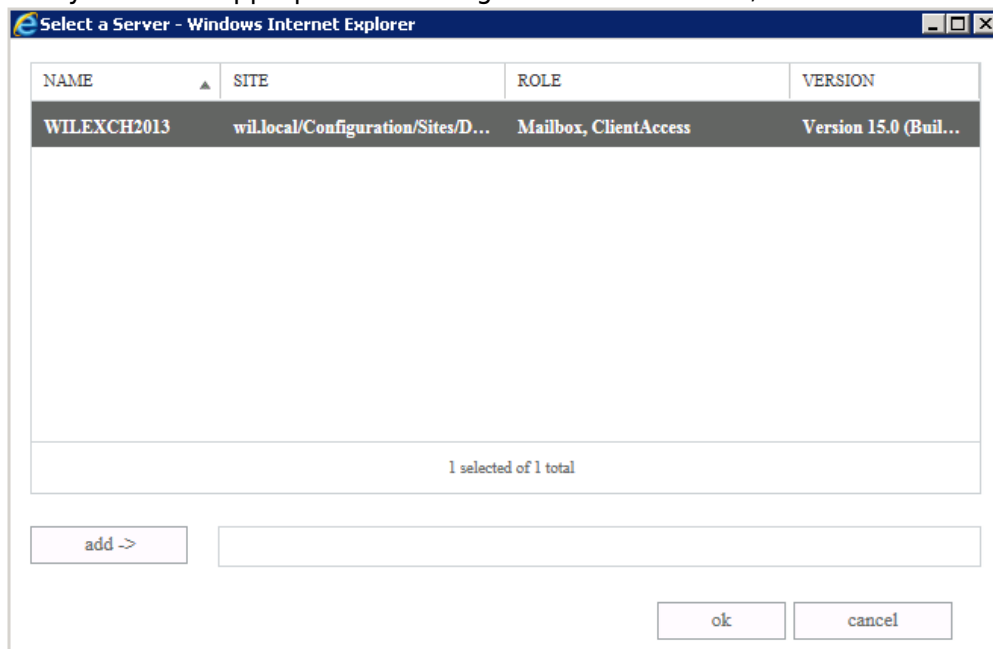 Select a Server - Windows Internet Explorer
NAME SITE ROLE VERSION
WILEXCH2013 wil.local/Configuration/Sites/D... Mailbox, ClientAccess Version 15.0 (Buil...
1 selected of 1 total
add ->
ok cancel